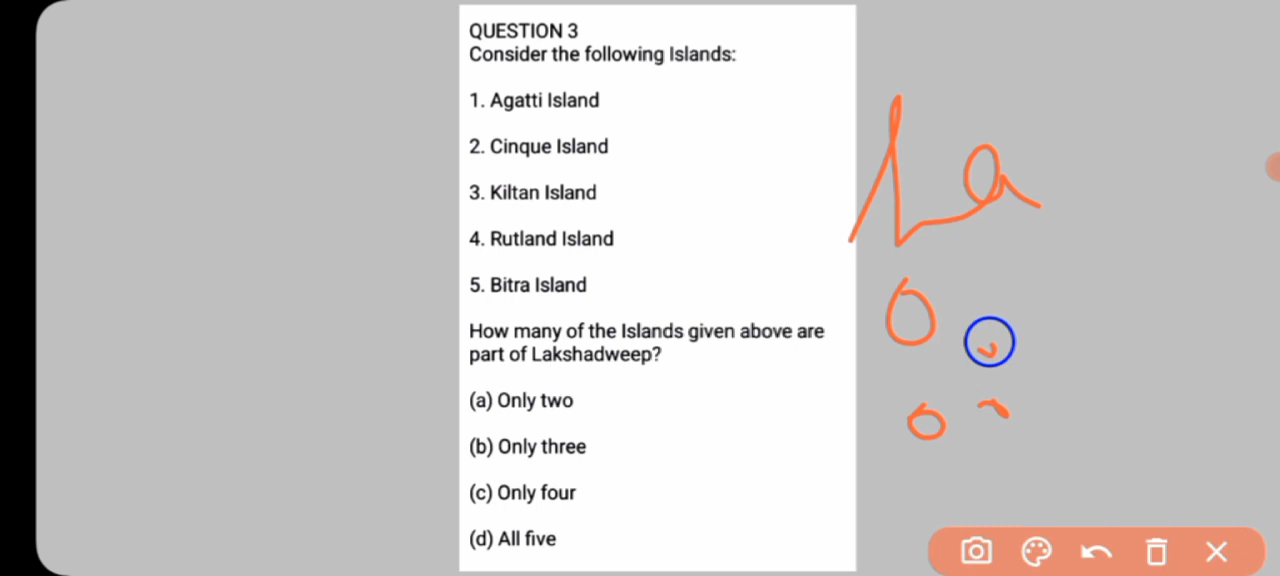 QUESTION 3
Consider the following Islands:
1. Agatti Island
2. Cinque Island
3. Kiltan Island
4. Rutland Island
5. Bitra Island
How many of the Islands given above are
part of Lakshadweep?
(a) Only two
(b) Only three
(c) Only four
(d) All five
La